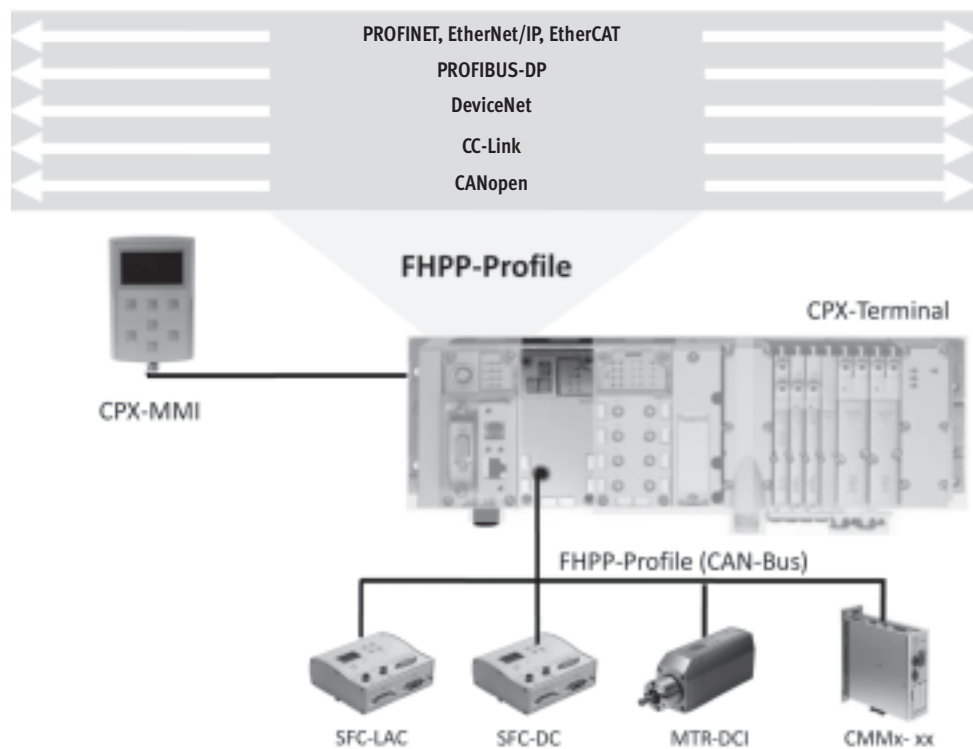 PROFINET, EtherNet/IP, EtherCAT
PROFIBUS-DP
DeviceNet
CC-Link
CANopen
FHPP-Profile
CPX-Terminal
CPX-MMI
FHPP-Profile (CAN-Bus)
SFC-LAC
SFC-DC
MTR-DCI
CMMx- xx